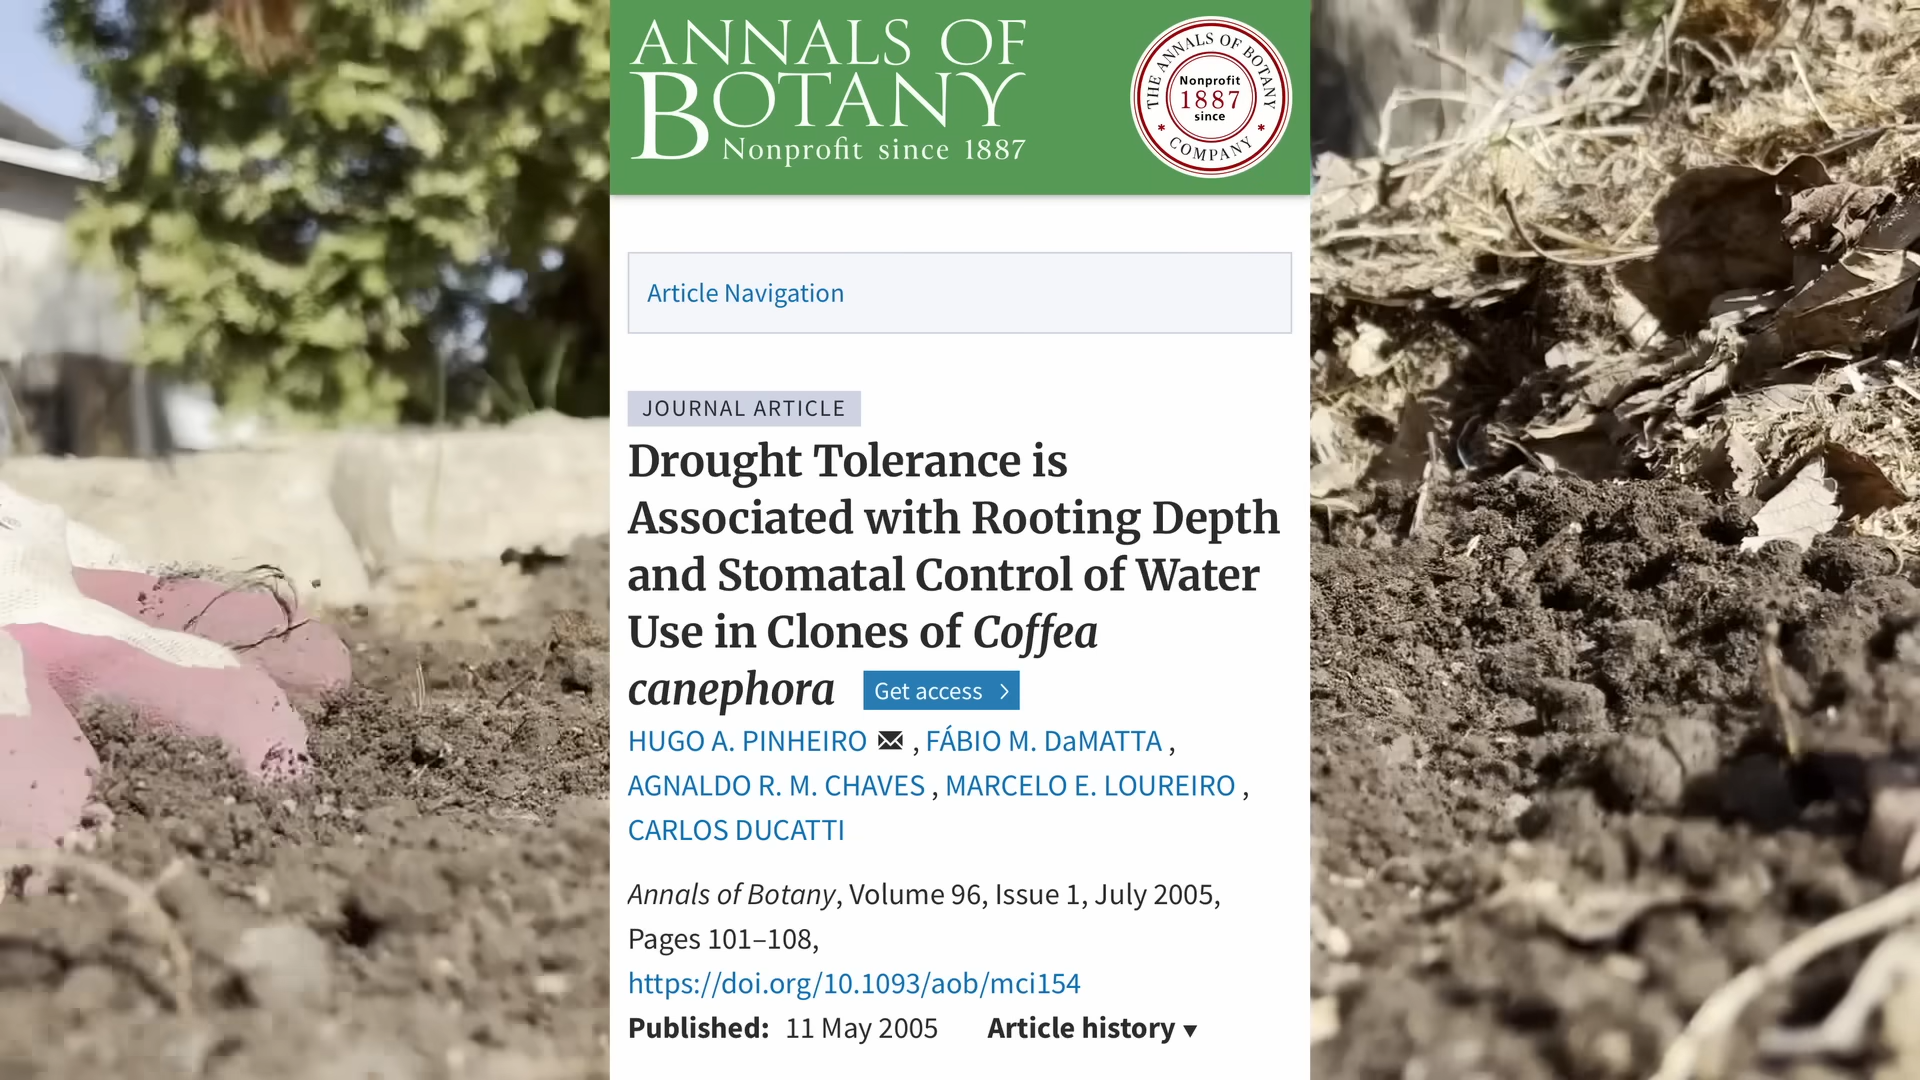 ANNALS OF
BOTANY
Nonprofit since 1887
THE ANNALS OF BOTANY
Nonprofit
1887
since
* COMPANY *
Article Navigation
JOURNAL ARTICLE
Drought Tolerance is
Associated with Rooting Depth
and Stomatal Control of Water
Use in Clones of Coffea
canephora Get access >
HUGO A. PINHEIRO , FÁBIO M. DaMATTA ,
AGNALDO R. M. CHAVES , MARCELO E. LOUREIRO ,
CARLOS DUCATTI
Annals of Botany, Volume 96, Issue 1, July 2005,
Pages 101–108,
https://doi.org/10.1093/aob/mci154
Published: 11 May 2005 Article history ▼